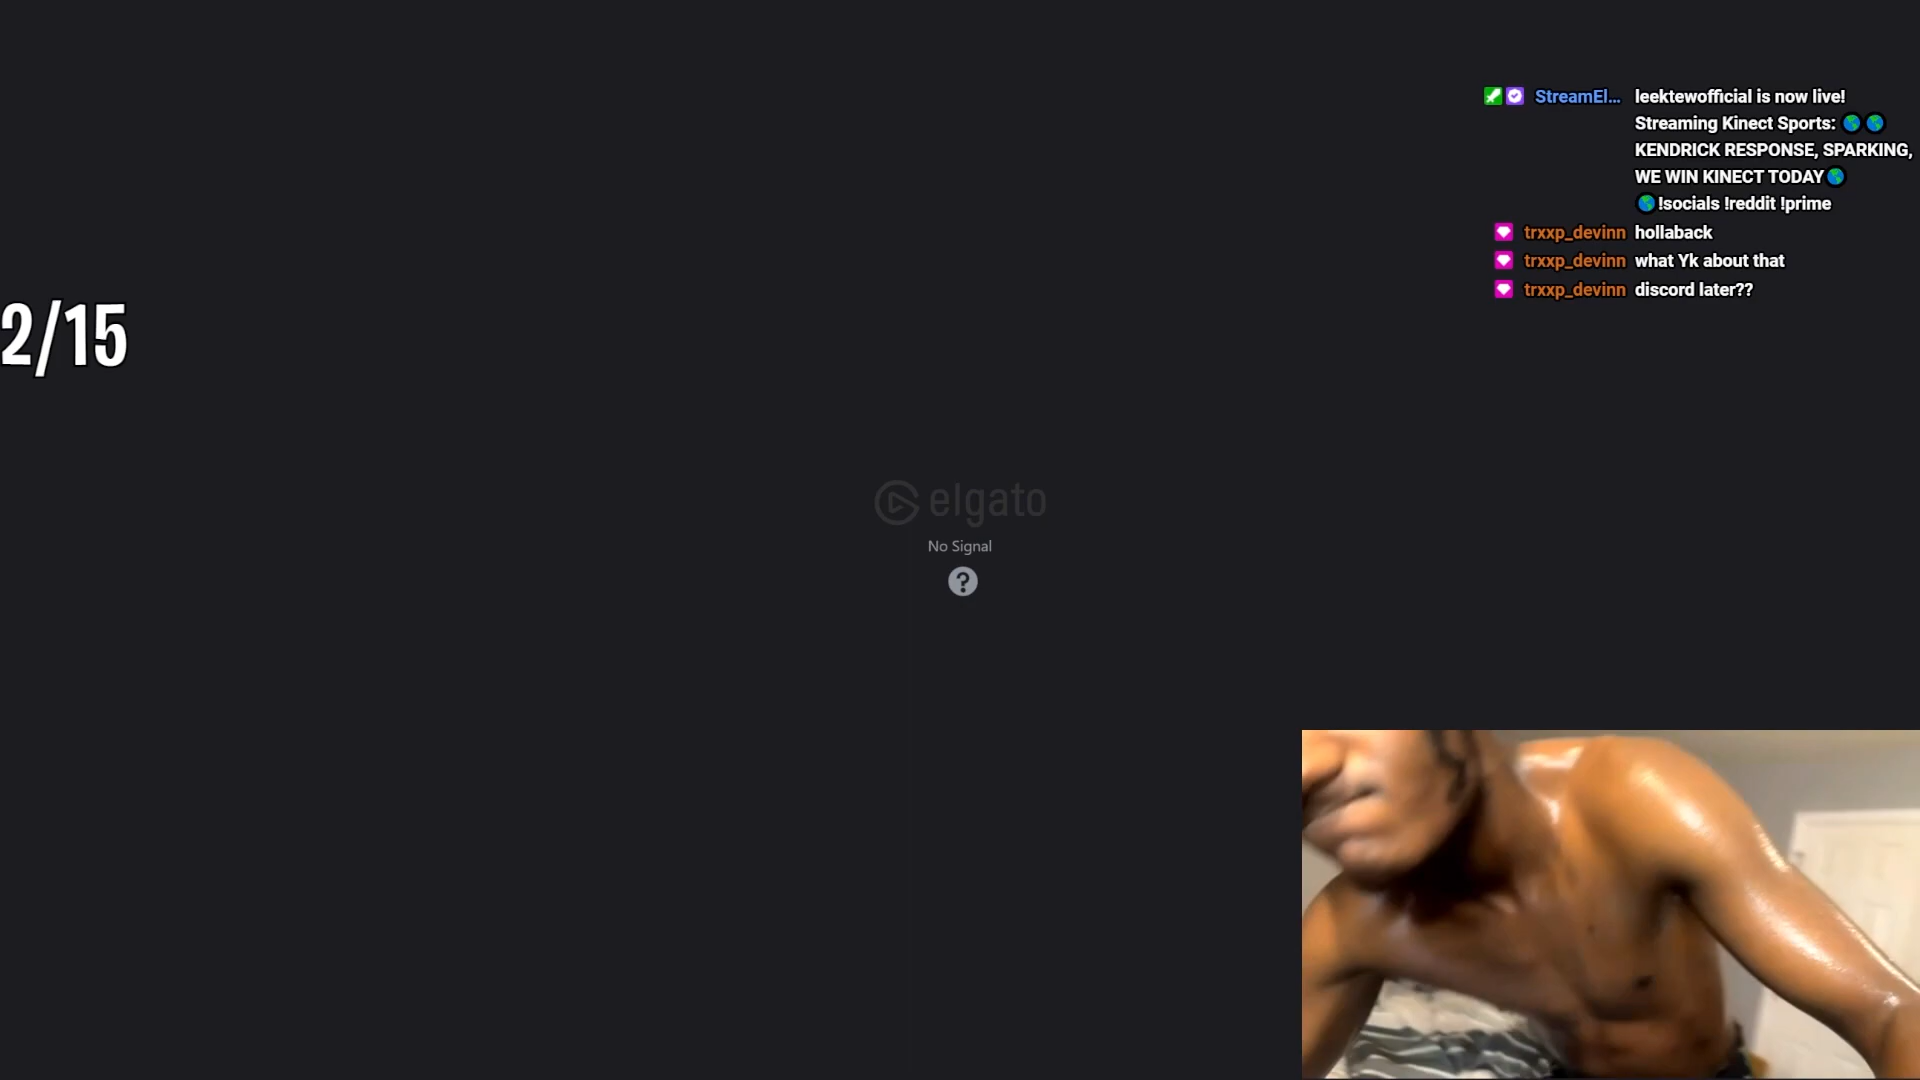 StreamEl... leektewofficial is now live!
Streaming Kinect Sports: 🌎🌎
KENDRICK RESPONSE, SPARKING,
WE WIN KINECT TODAY🌎
🌎!socials !reddit !prime
trxxp_devinn hollaback
trxxp_devinn what Yk about that
trxxp_devinn discord later??
2/15
elgato
No Signal
?